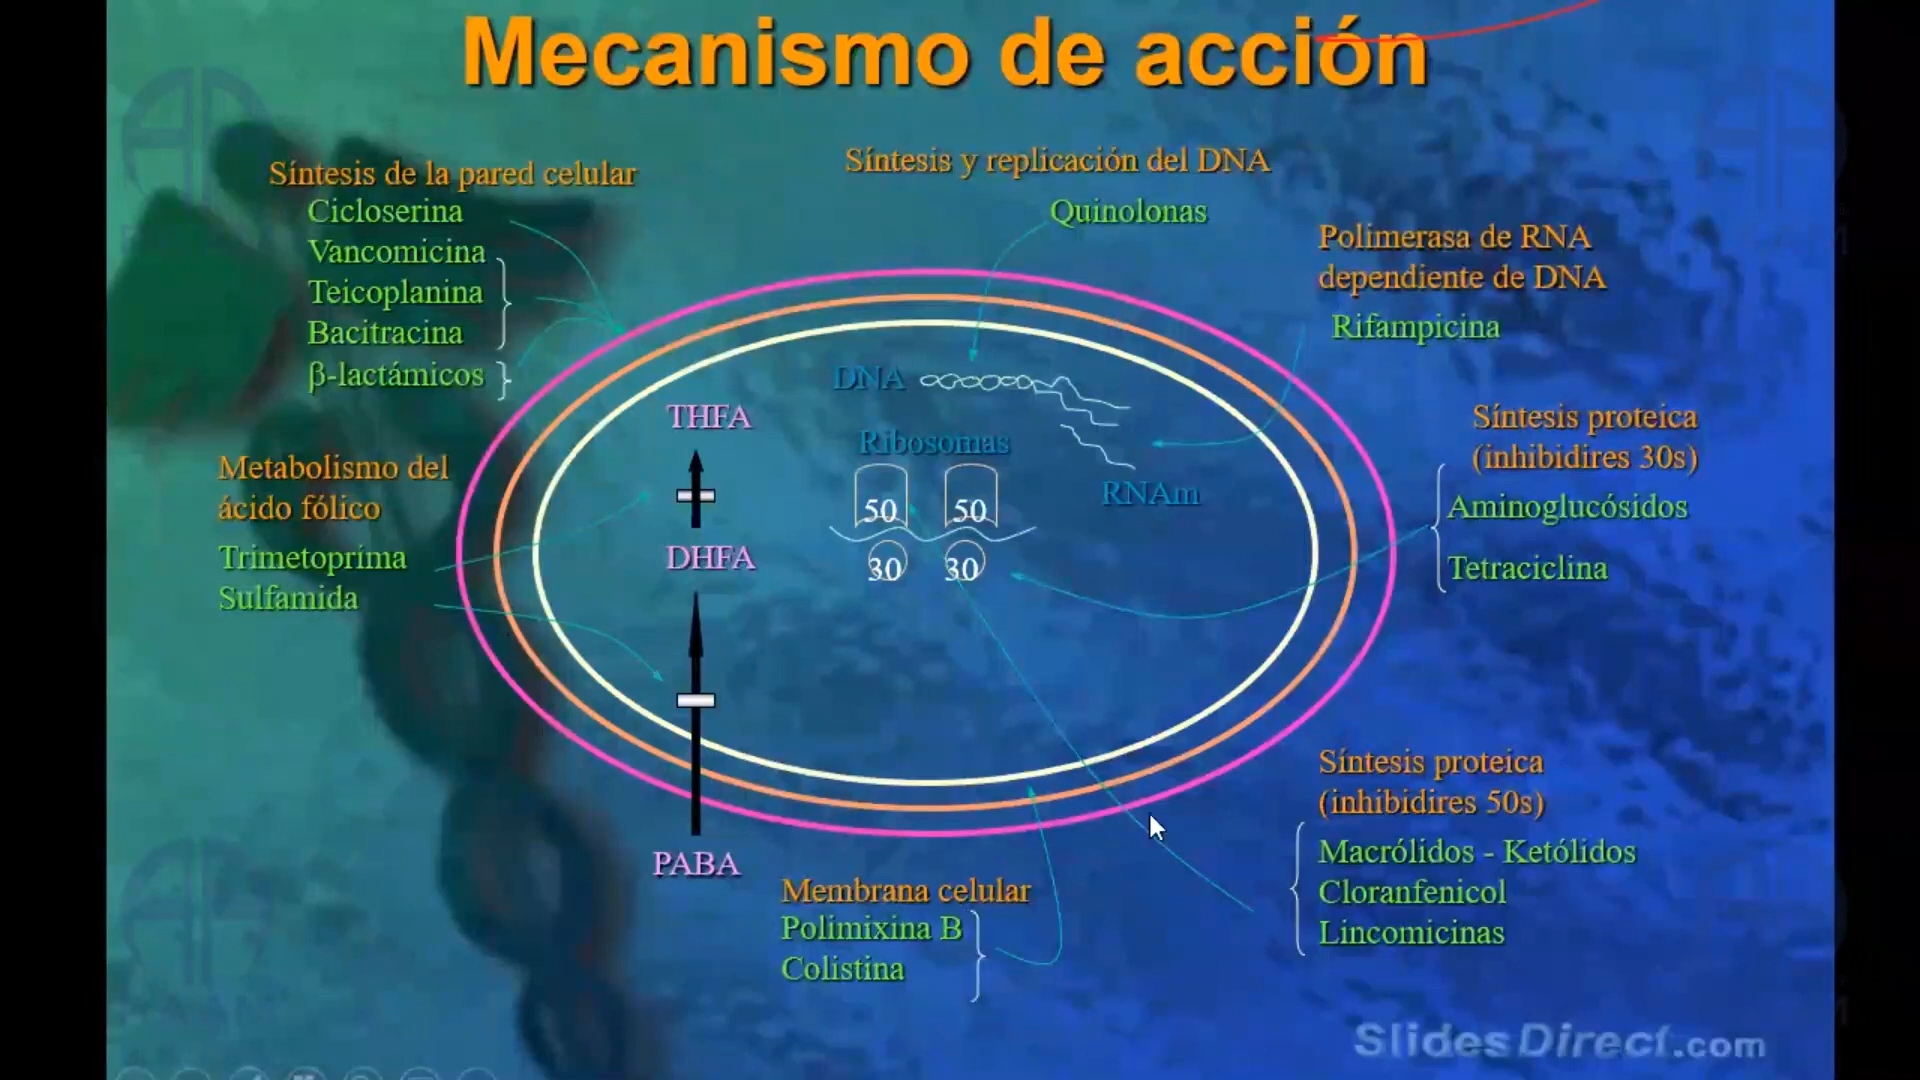 Mecanismo de acción
Síntesis de la pared celular
Cicloserina
Vancomicina
Teicoplanina
Bacitracina
β-lactámicos
Síntesis y replicación del DNA
Quinolonas
Polimerasa de RNA
dependiente de DNA
Rifampicina
Metabolismo del
ácido fólico
Trimetoprima
Sulfamida
THFA
DHFA
PABA
DNA
Ribosomas
50 50
30 30
RNAm
Síntesis proteica
(inhibidires 30s)
Aminoglucósidos
Tetraciclina
Síntesis proteica
(inhibidires 50s)
Macrólidos - Ketólidos
Cloranfenicol
Lincomicinas
Membrana celular
Polimixina B
Colistina
SlidesDirect.com